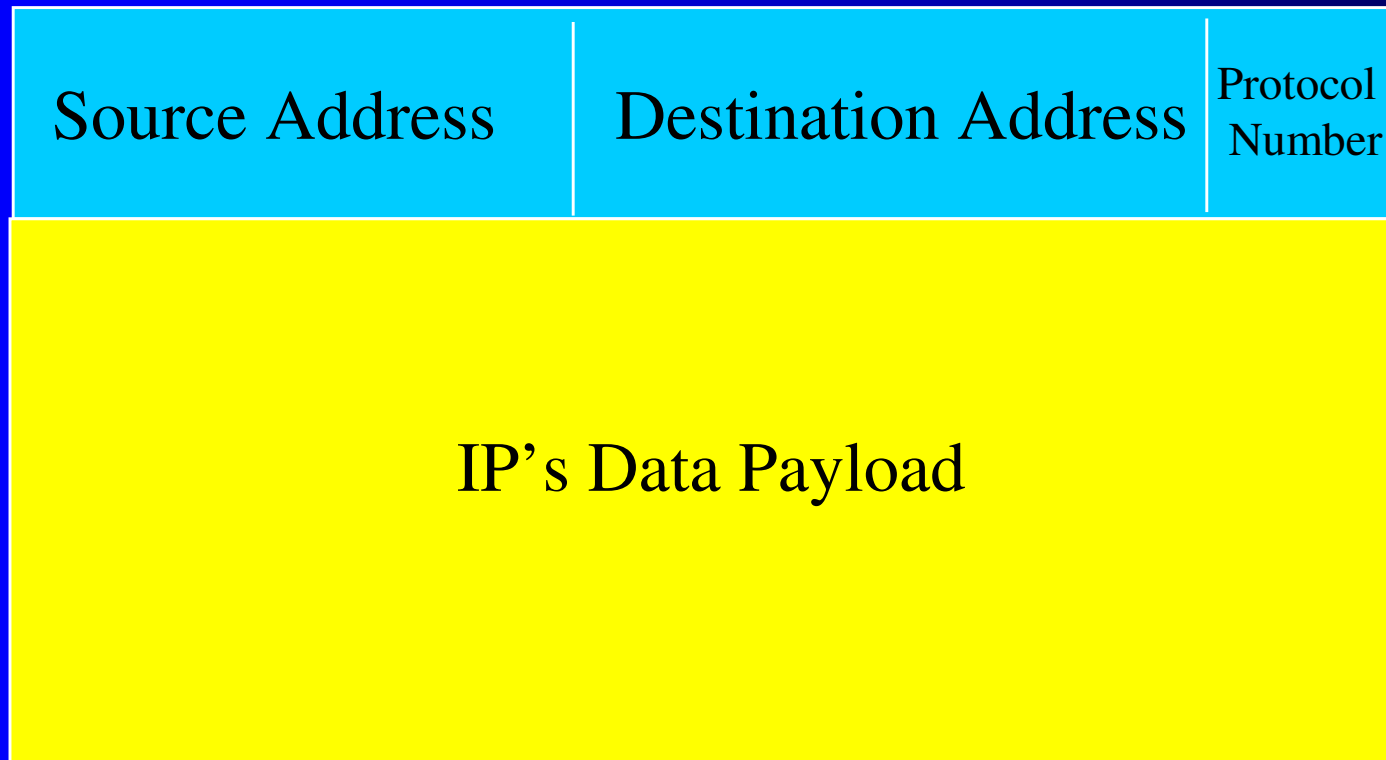 Source Address
Destination Address
Protocol
Number
IP’s Data Payload